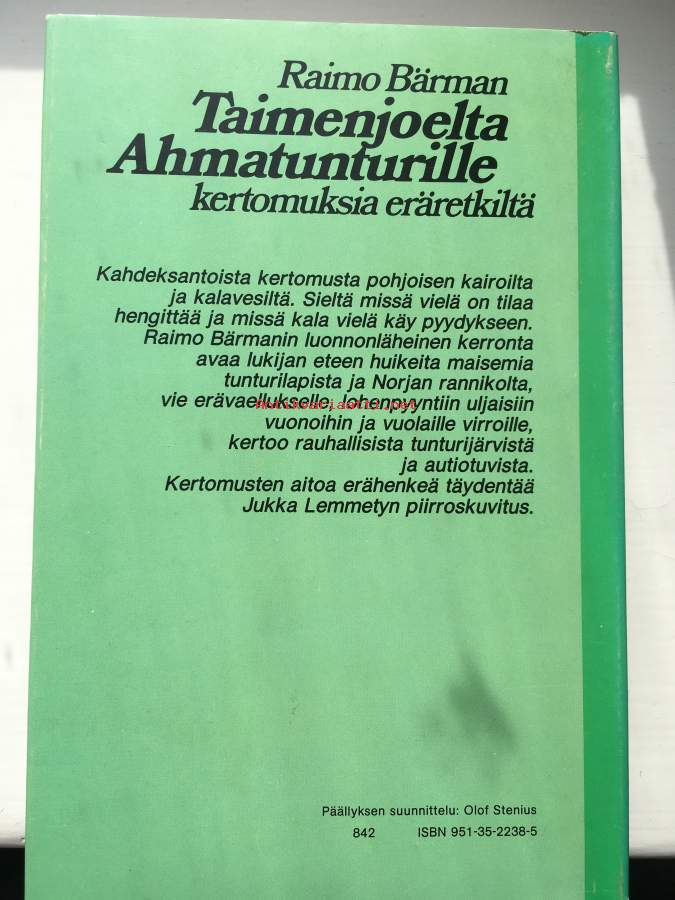 Raimo Bärman
Taimenjoelta
Ahmatunturille
kertomuksia eräretkiltä
Kahdeksantoista kertomusta pohjoisen kairoilta
ja kalavesiltä. Sieltä missä vielä on tilaa
hengittää ja missä kala vielä käy pyydykseen.
Raimo Bärmanin luonnonläheinen kerronta
avaa lukijan eteen huikeita maisemia
tunturilapista ja Norjan rannikolta,
vie erävaellukselle, lohenpyyntiin uljaisiin
Antikvariaatti.net
vuonoihin ja vuolaille virroille,
kertoo rauhallisista tunturijärvistä
ja autiotuvista.
Kertomusten aitoa erähenkeä täydentää
Jukka Lemmetyn piirroskuvitus.
Päällyksen suunnittelu: Olof Stenius
842 ISBN 951-35-2238-5